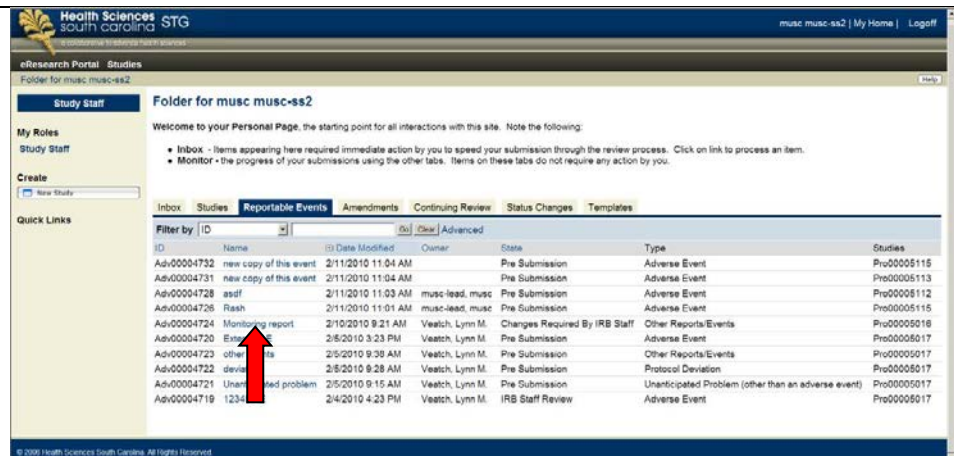 Health Sciences STG
south carolina
musc musc-ss2 | My Home | Logoff
a collaborative to advance health sciences
eResearch Portal Studies
Folder for musc musc-ss2
Help
Study Staff
Folder for musc musc-ss2
Welcome to your Personal Page, the starting point for all interactions with this site. Note the following:
My Roles
Study Staff
• Inbox - Items appearing here required immediate action by you to speed your submission through the review process. Click on link to process an item.
• Monitor - the progress of your submissions using the other tabs. Items on these tabs do not require any action by you.
Create
New Study
Quick Links
Inbox Studies Reportable Events Amendments Continuing Review Status Changes Templates
Filter by ID Go Clear Advanced
ID Name Date Modified Owner State Type Studies
Adv00004732 new copy of this event 2/11/2010 11:04 AM Pre Submission Adverse Event Pro00005115
Adv00004731 new copy of this event 2/11/2010 11:04 AM Pre Submission Adverse Event Pro00005113
Adv00004728 asdf 2/11/2010 11:03 AM musc-lead, musc Pre Submission Adverse Event Pro00005112
Adv00004726 Rash 2/11/2010 11:01 AM musc-lead, musc Pre Submission Adverse Event Pro00005115
Adv00004724 Monitoring report 2/10/2010 9:21 AM Veatch, Lynn M. Changes Required By IRB Staff Other Reports/Events Pro00005016
Adv00004720 E 2/5/2010 3:23 PM Veatch, Lynn M. Pre Submission Adverse Event Pro00005017
Adv00004723 other nts 2/5/2010 9:38 AM Veatch, Lynn M. Pre Submission Other Reports/Events Pro00005017
Adv00004722 devia 2/5/2010 9:28 AM Veatch, Lynn M. Pre Submission Protocol Deviation Pro00005017
Adv00004721 Unant ated problem 2/5/2010 9:15 AM Veatch, Lynn M. Pre Submission Unanticipated Problem (other than an adverse event) Pro00005017
Adv00004719 1234 2/4/2010 4:23 PM Veatch, Lynn M. IRB Staff Review Adverse Event Pro00005017
© 2006 Health Sciences South Carolina. All Rights Reserved.